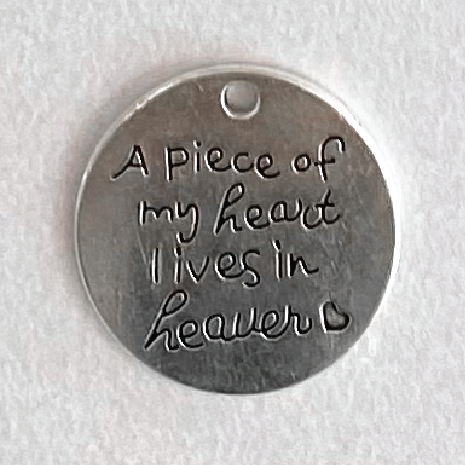 A piece of
my heart
lives in
heaven